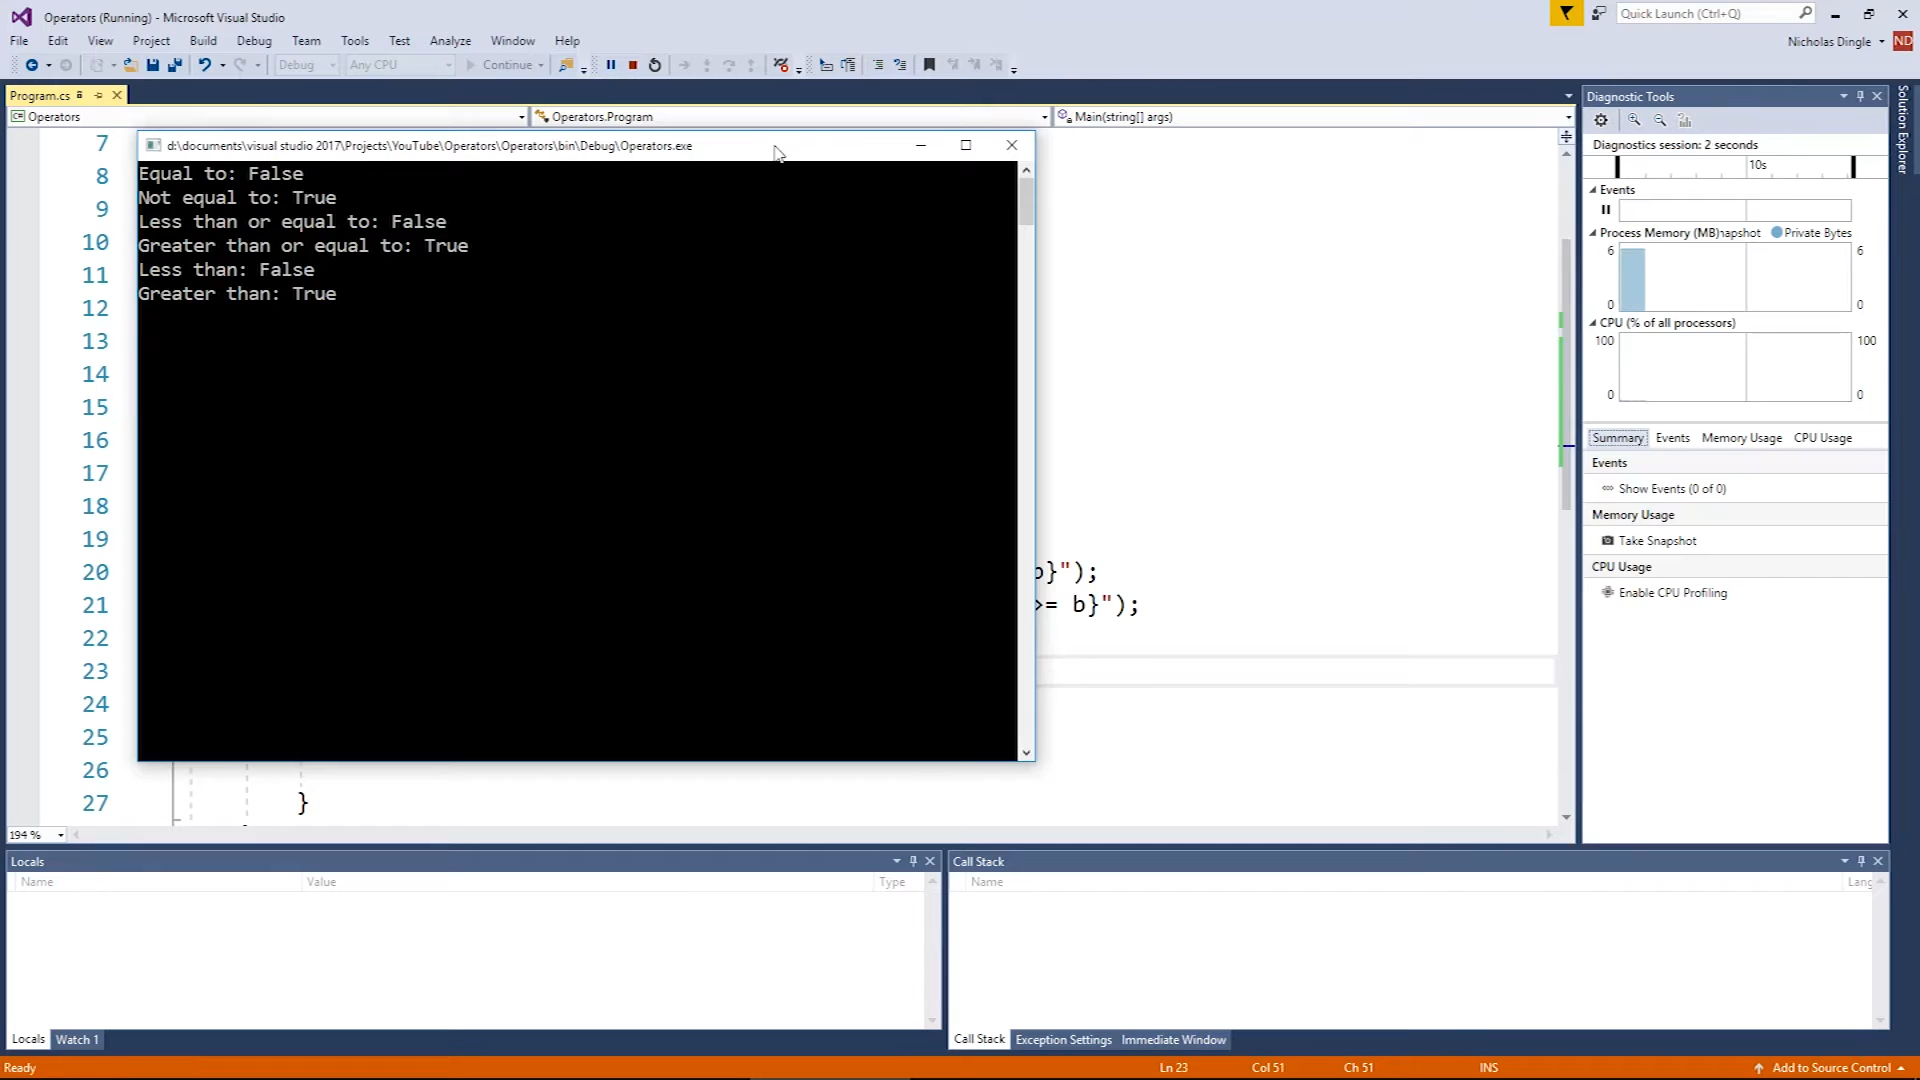 Operators (Running) - Microsoft Visual Studio
Quick Launch (Ctrl+Q)
File Edit View Project Build Debug Team Tools Test Analyze Window Help
Nicholas Dingle ND
Debug Any CPU Continue
Program.cs
Operators Operators.Program Main(string[] args)
d:\documents\visual studio 2017\Projects\YouTube\Operators\Operators\bin\Debug\Operators.exe
Equal to: False
Not equal to: True
Less than or equal to: False
Greater than or equal to: True
Less than: False
Greater than: True
7
8
9
10
11
12
13
14
15
16
17
18
19
20 b}");
21 >= b}");
22
23
24
25
26
27 }
194 %
Diagnostic Tools
Diagnostics session: 2 seconds
10s
Events
Process Memory (MB) napshot Private Bytes
6 6
0 0
CPU (% of all processors)
100 100
0 0
Summary Events Memory Usage CPU Usage
Events
Show Events (0 of 0)
Memory Usage
Take Snapshot
CPU Usage
Enable CPU Profiling
Solution Explorer
Locals
Name Value Type
Locals Watch 1
Call Stack
Name Lang
Call Stack Exception Settings Immediate Window
Ready Ln 23 Col 51 Ch 51 INS Add to Source Control